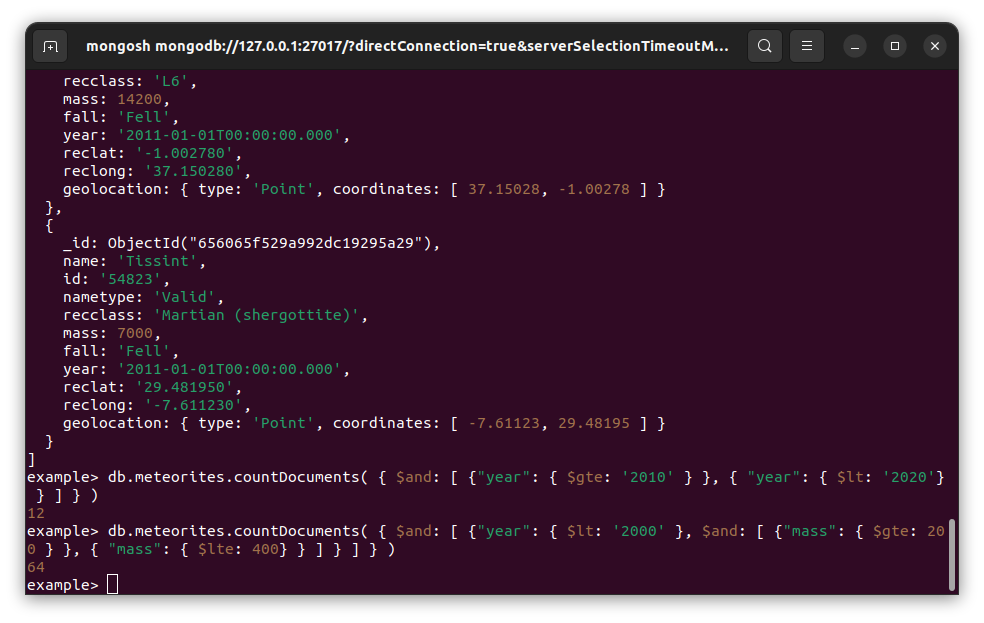 mongosh mongodb://127.0.0.1:27017/?directConnection=true&serverSelectionTimeoutM...
recclass: 'L6',
mass: 14200,
fall: 'Fell',
year: '2011-01-01T00:00:00.000',
reclat: '-1.002780',
reclong: '37.150280',
geolocation: { type: 'Point', coordinates: [ 37.15028, -1.00278 ] }
},
{
_id: ObjectId("656065f529a992dc19295a29"),
name: 'Tissint',
id: '54823',
nametype: 'Valid',
recclass: 'Martian (shergottite)',
mass: 7000,
fall: 'Fell',
year: '2011-01-01T00:00:00.000',
reclat: '29.481950',
reclong: '-7.611230',
geolocation: { type: 'Point', coordinates: [ -7.61123, 29.48195 ] }
}
]
example> db.meteorites.countDocuments( { $and: [ {"year": { $gte: '2010' } }, { "year": { $lt: '2020'}
} ] } )
12
example> db.meteorites.countDocuments( { $and: [ {"year": { $lt: '2000' }, $and: [ {"mass": { $gte: 20
0 } }, { "mass": { $lte: 400} } ] } ] } )
64
example>